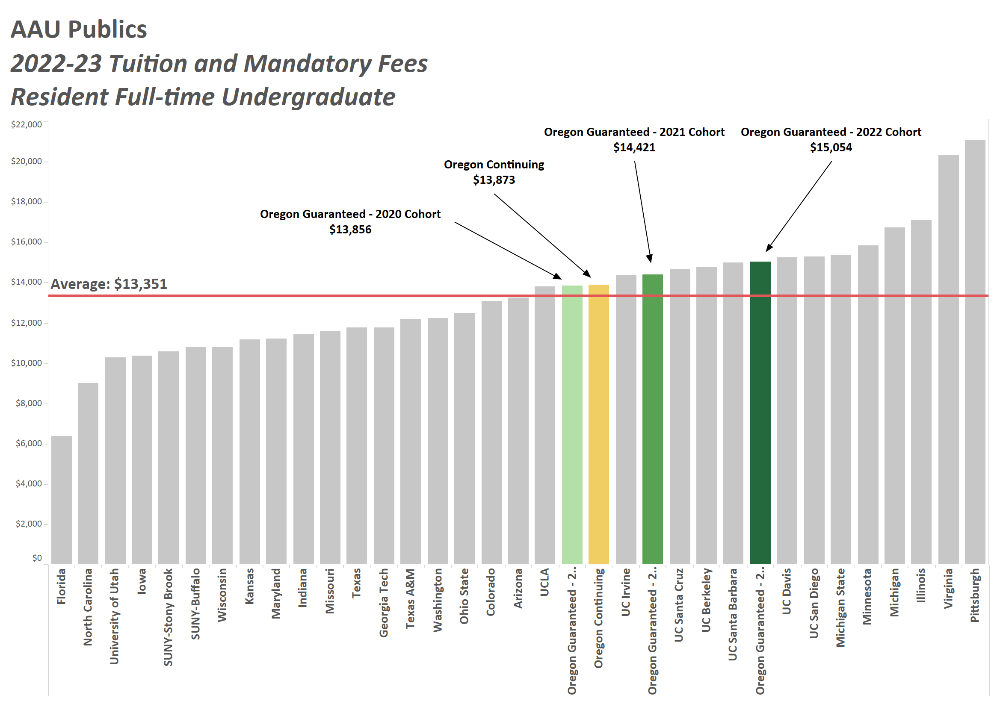 AAU Publics
2022-23 Tuition and Mandatory Fees
Resident Full-time Undergraduate
$22,000
$20,000
$18,000
$16,000
$14,000
$12,000
$10,000
$8,000
$6,000
$4,000
$2,000
$0
Oregon Guaranteed - 2021 Cohort
$14,421
Oregon Guaranteed - 2022 Cohort
$15,054
Oregon Continuing
$13,873
Oregon Guaranteed - 2020 Cohort
$13,856
Average: $13,351
Florida
North Carolina
University of Utah
Iowa
SUNY-Stony Brook
SUNY-Buffalo
Wisconsin
Kansas
Maryland
Indiana
Missouri
Texas
Georgia Tech
Texas A&M
Washington
Ohio State
Colorado
Arizona
UCLA
Oregon Guaranteed - 2..
Oregon Continuing
UC Irvine
Oregon Guaranteed - 2..
UC Santa Cruz
UC Berkeley
UC Santa Barbara
Oregon Guaranteed - 2..
UC Davis
UC San Diego
Michigan State
Minnesota
Michigan
Illinois
Virginia
Pittsburgh